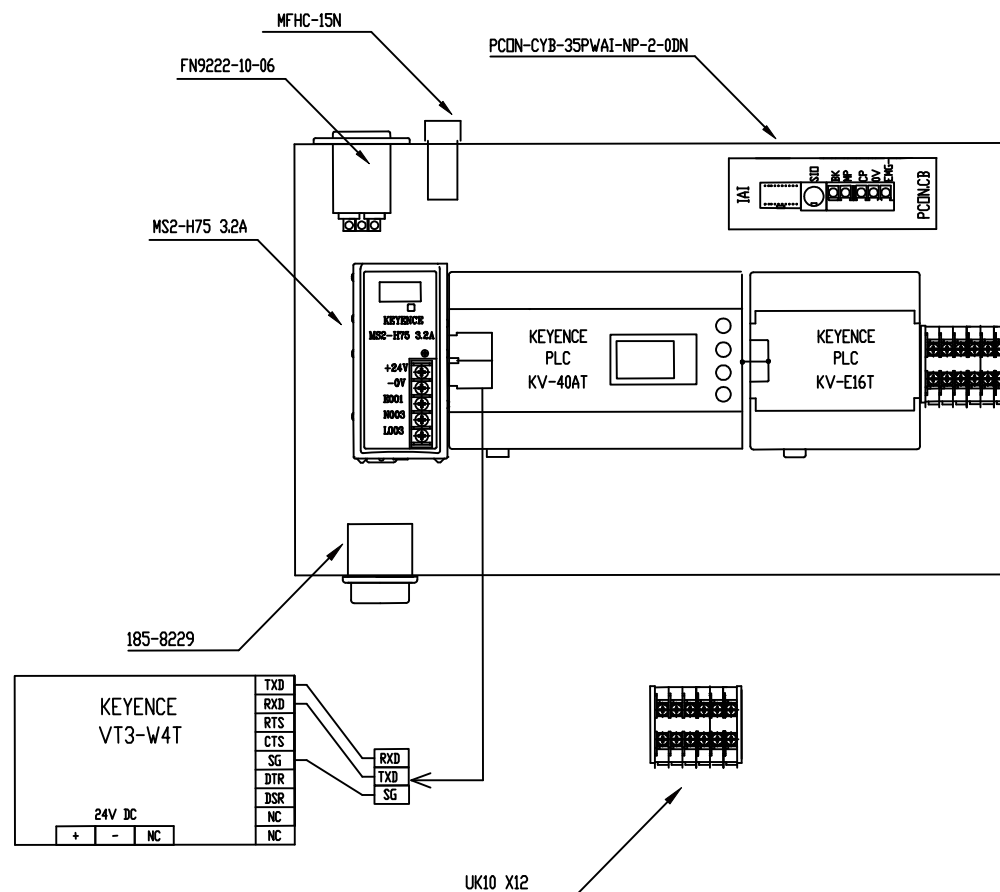 MFHC-15N
PCON-CYB-35PWAI-NP-2-0DN
FN9222-10-06
IAI
SIO
BK
MP
CP
0V
EMG-
PCON.CB
MS2-H75 3.2A
KEYENCE
MS2-H75 3.2A
+24V
-0V
E001
N003
L003
KEYENCE
PLC
KV-40AT
KEYENCE
PLC
KV-E16T
185-8229
KEYENCE
VT3-W4T
24V DC
+ - NC
TXD
RXD
RTS
CTS
SG
DTR
DSR
NC
NC
RXD
TXD
SG
UK10 X12